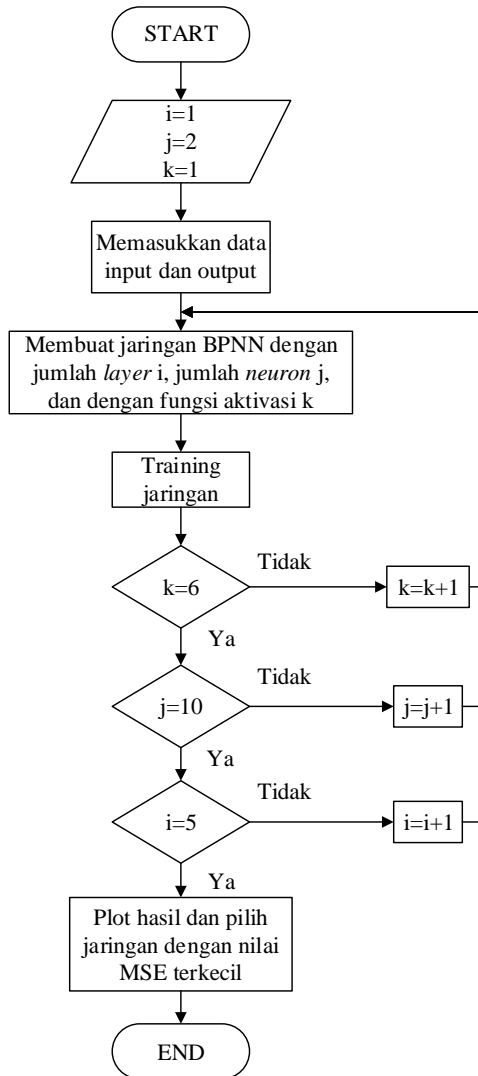 START
i=1
j=2
k=1
Memasukkan data
input dan output
Membuat jaringan BPNN dengan
jumlah layer i, jumlah neuron j,
dan dengan fungsi aktivasi k
Training
jaringan
k=6
Tidak
k=k+1
Ya
j=10
Tidak
j=j+1
Ya
i=5
Tidak
i=i+1
Ya
Plot hasil dan pilih
jaringan dengan nilai
MSE terkecil
END